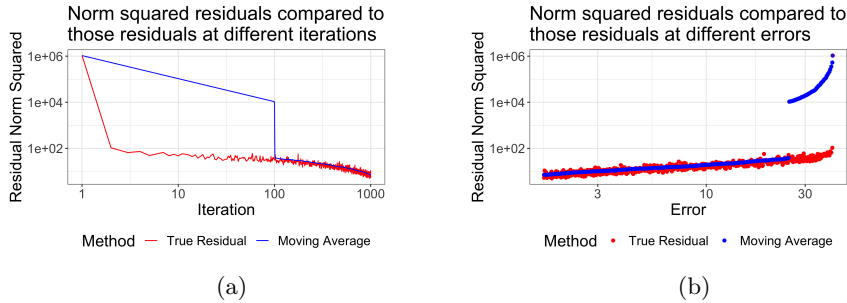 Norm squared residuals compared to
those residuals at different iterations
Residual Norm Squared
1e+06
1e+04
1e+02
1
10
100
1000
Iteration
Method
True Residual
Moving Average
(a)
Norm squared residuals compared to
those residuals at different errors
Residual Norm Squared
1e+06
1e+04
1e+02
3
10
30
Error
Method
True Residual
Moving Average
(b)